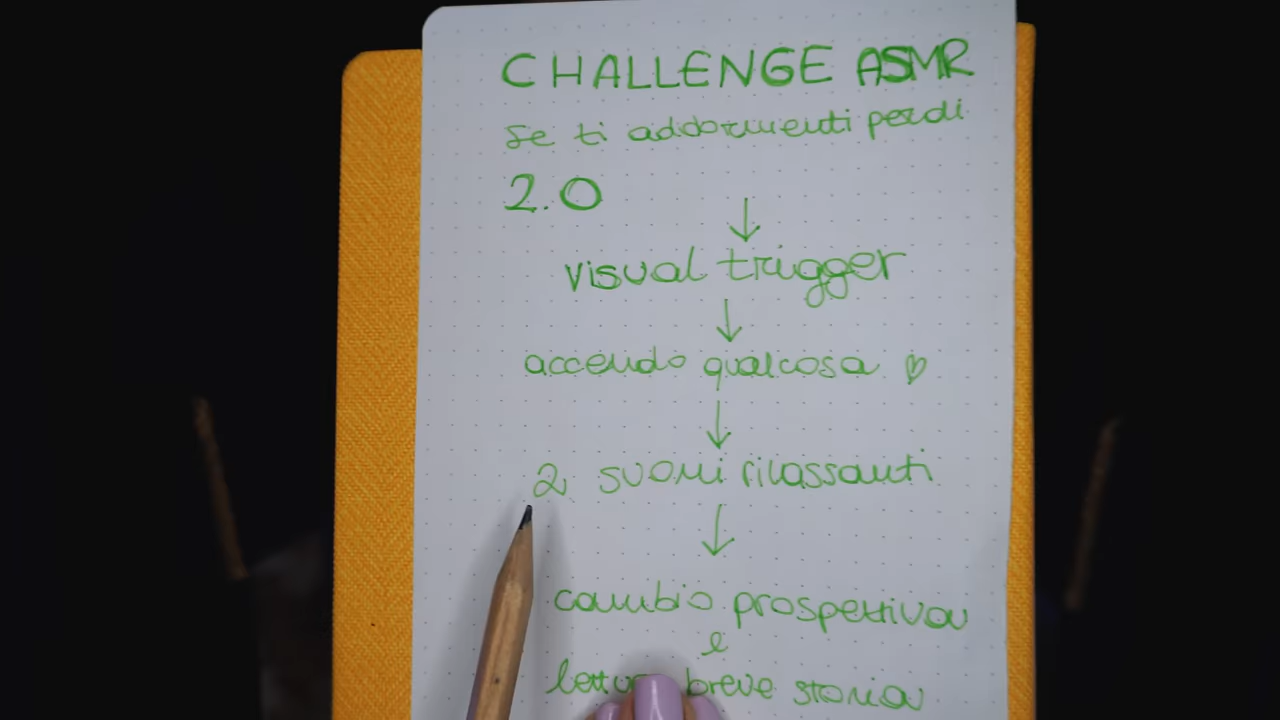 CHALLENGE ASMR
se ti addormenti perdi
2.0
↓
visual trigger
↓
accendo qualcosa ♡
↓
2 suoni rilassanti
↓
cambio prospettiva
e
breve storia